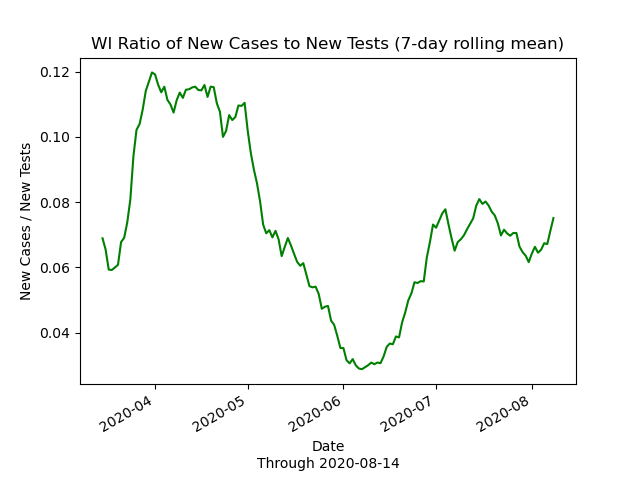 WI Ratio of New Cases to New Tests (7-day rolling mean)
0.12
0.10
0.08
0.06
0.04
New Cases / New Tests
2020-04
2020-05
2020-06
2020-07
2020-08
Date
Through 2020-08-14